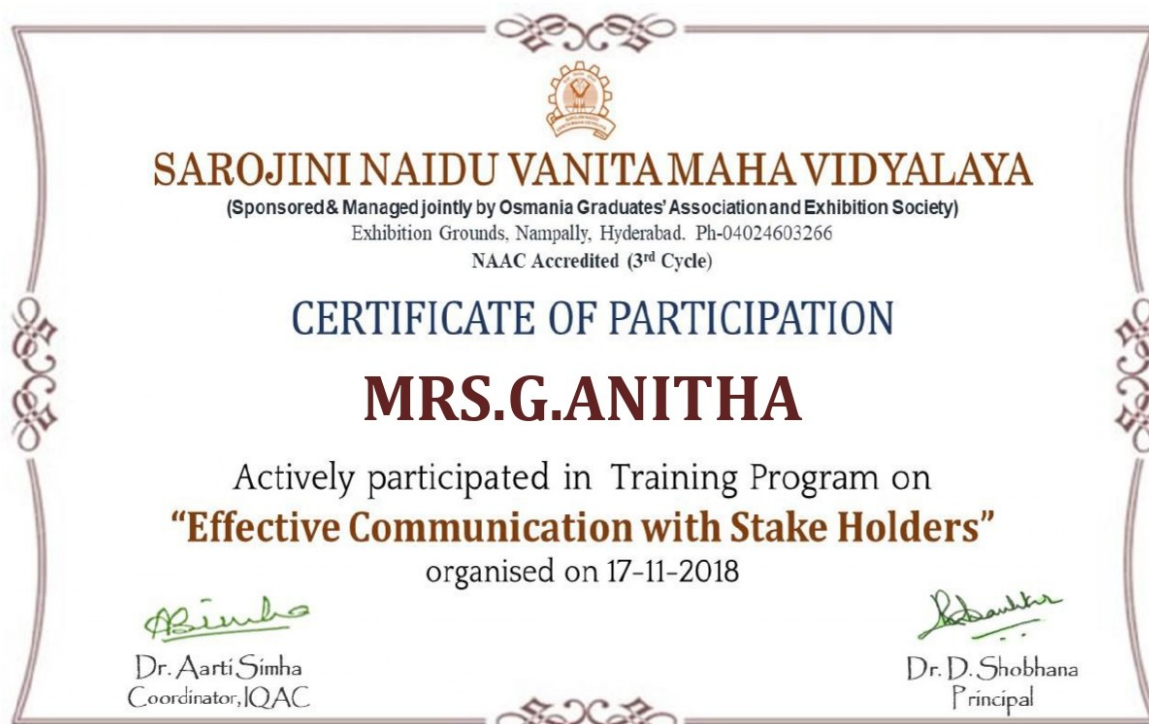 SAROJINI NAIDU VANITA MAHA VIDYALAYA
(Sponsored & Managed jointly by Osmania Graduates' Association and Exhibition Society)
Exhibition Grounds, Nampally, Hyderabad. Ph-04024603266
NAAC Accredited (3rd Cycle)
CERTIFICATE OF PARTICIPATION
MRS.G.ANITHA
Actively participated in Training Program on
“Effective Communication with Stake Holders”
organised on 17-11-2018
ABimha
Dr. Aarti Simha
Coordinator, IQAC
Dr. D. Shobhana
Principal